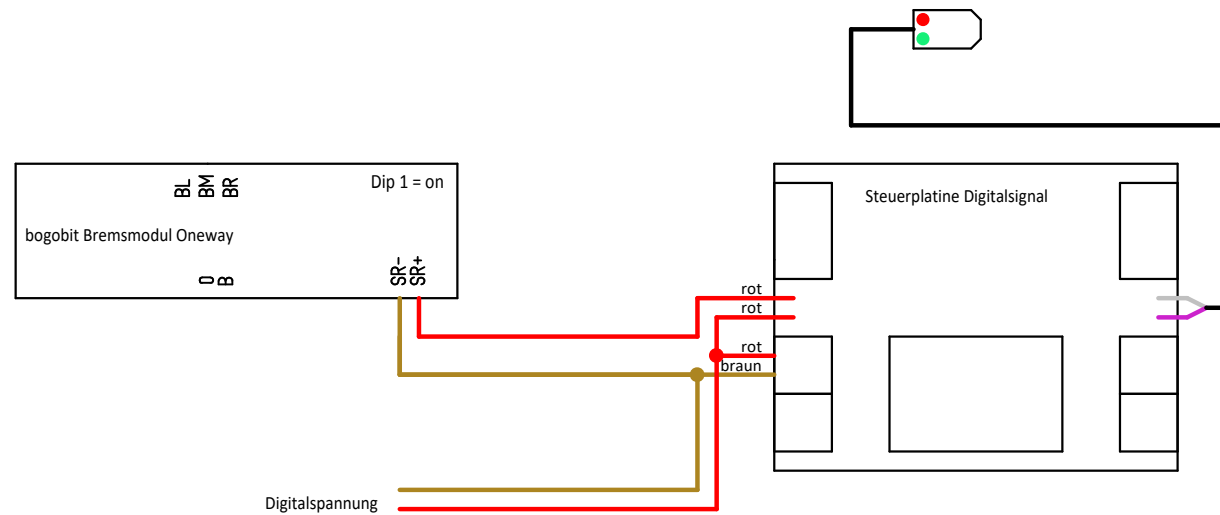 BL
BM
BR
Dip 1 = on
Steuerplatine Digitalsignal
bogobit Bremsmodul Oneway
0
B
SR-
SR+
rot
rot
rot
braun
Digitalspannung